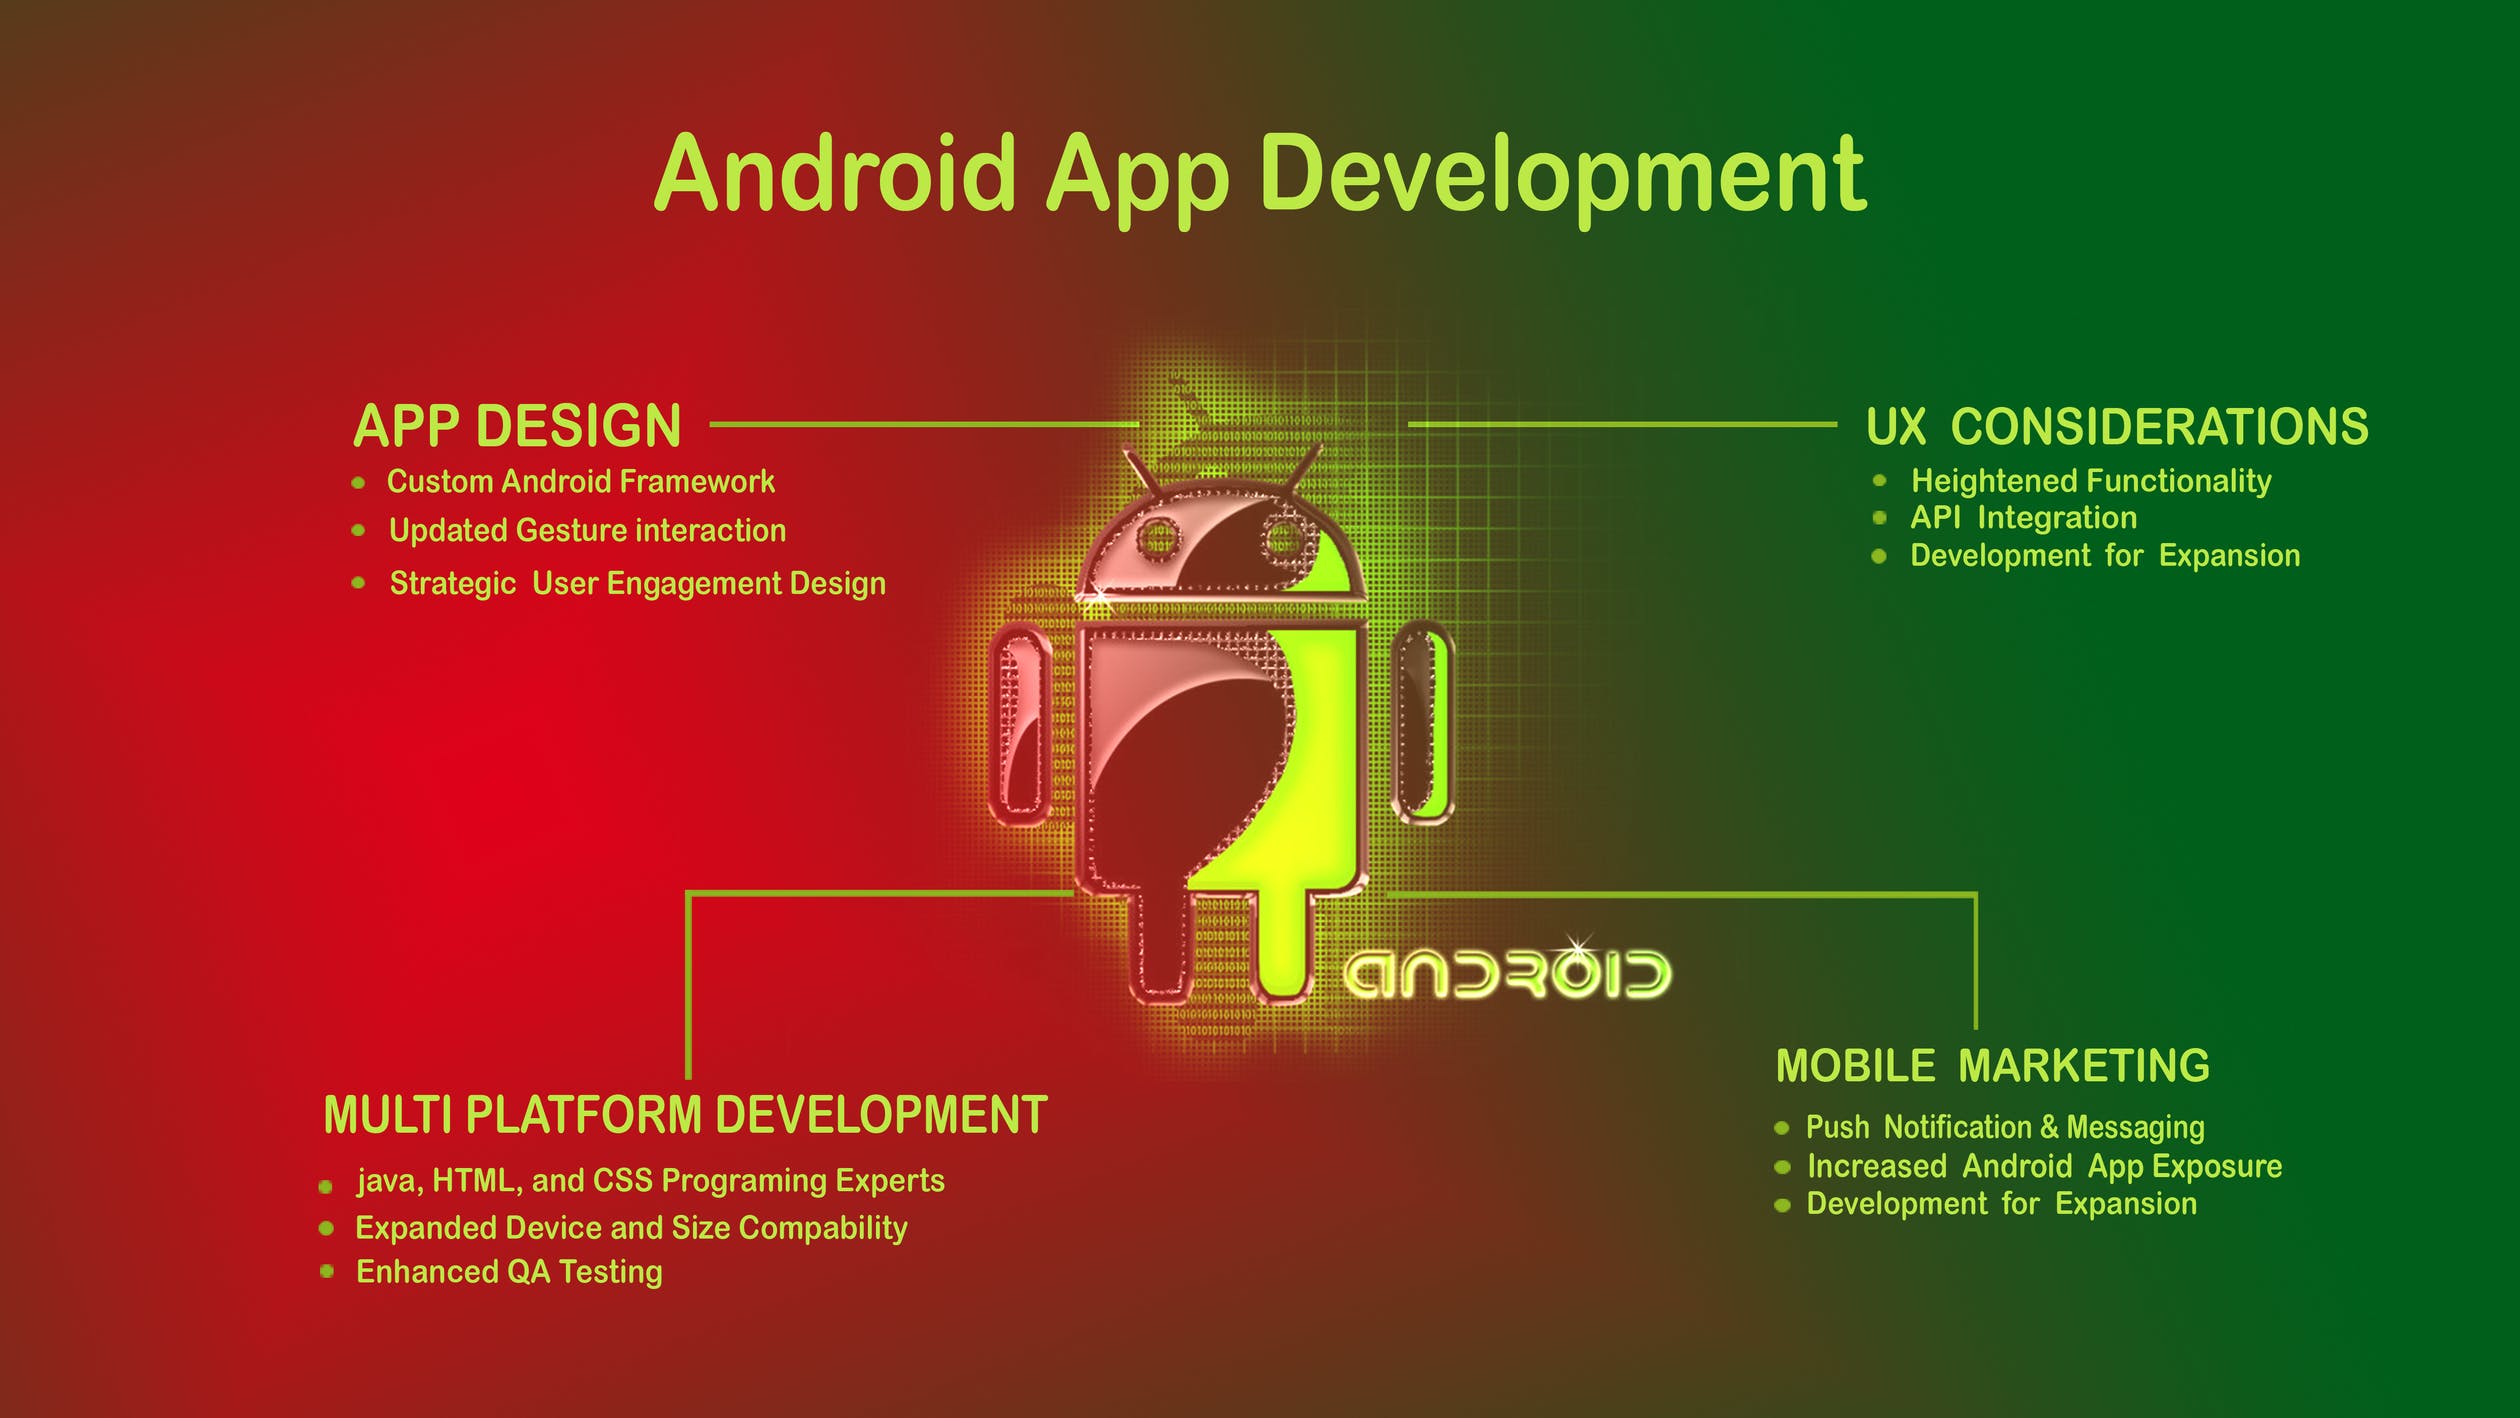 Android App Development
APP DESIGN
Custom Android Framework
Updated Gesture interaction
Strategic User Engagement Design
UX CONSIDERATIONS
Heightened Functionality
API Integration
Development for Expansion
ANDROID
MULTI PLATFORM DEVELOPMENT
java, HTML, and CSS Programing Experts
Expanded Device and Size Compability
Enhanced QA Testing
MOBILE MARKETING
Push Notification & Messaging
Increased Android App Exposure
Development for Expansion